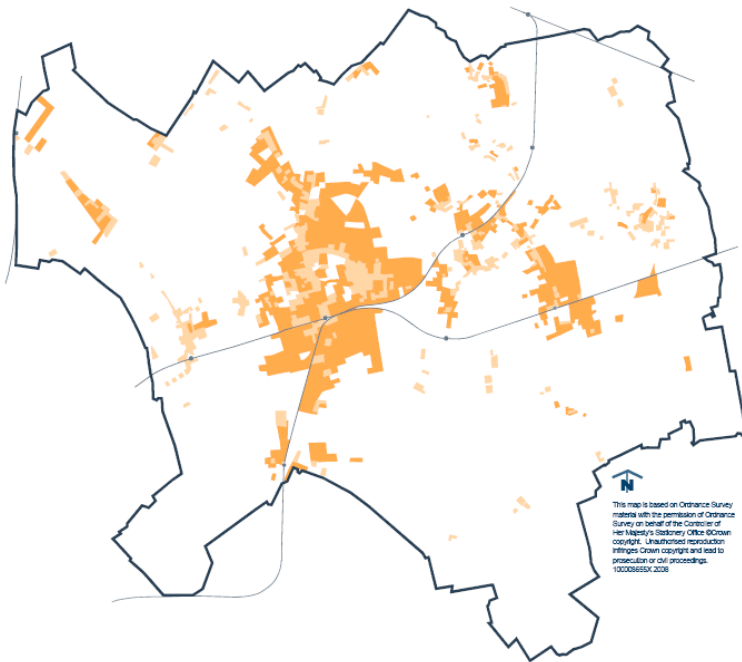 N
This map is based on Ordnance Survey
material with the permission of Ordnance
Survey on behalf of the Controller of
Her Majesty's Stationery Office ©Crown
copyright. Unauthorised reproduction
infringes Crown copyright and lead to
prosecution or civil proceedings.
100008655X 2008